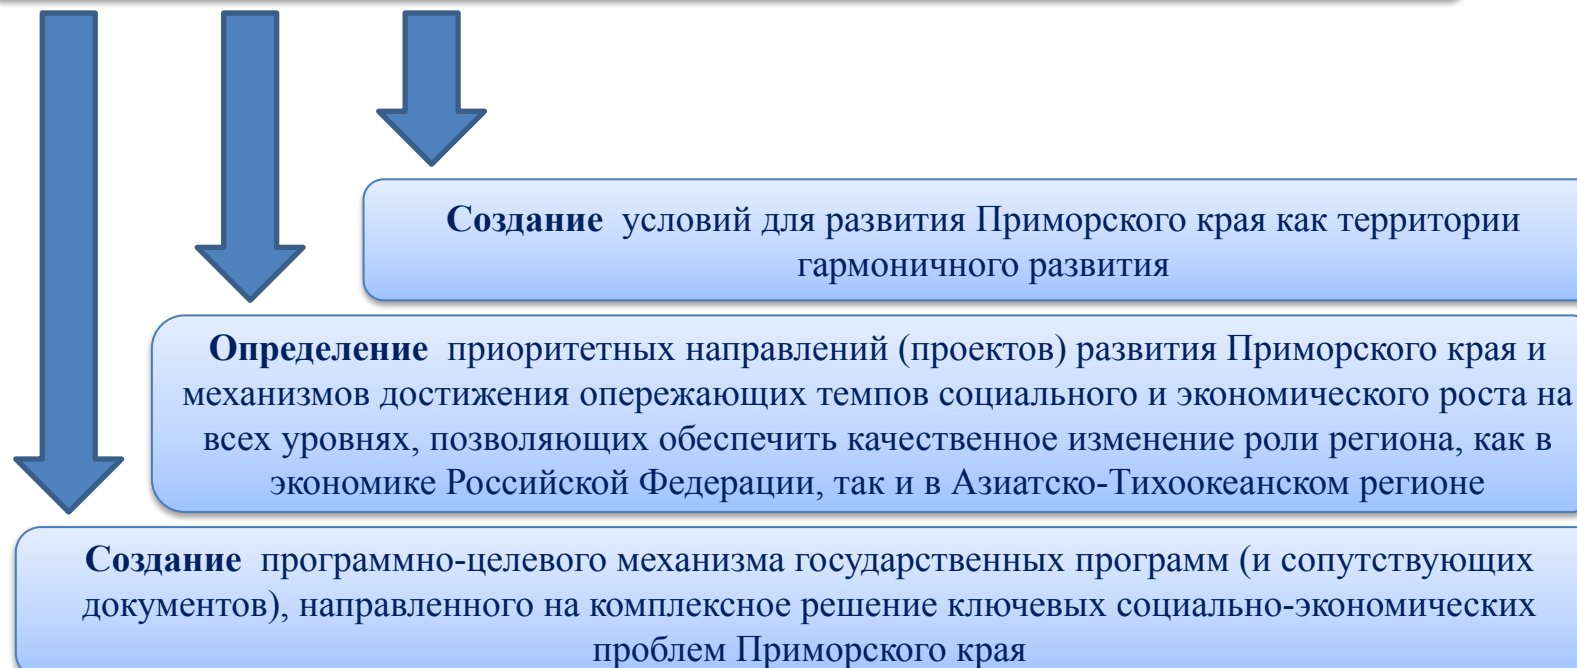 Создание условий для развития Приморского края как территории
гармоничного развития
Определение приоритетных направлений (проектов) развития Приморского края и
механизмов достижения опережающих темпов социального и экономического роста на
всех уровнях, позволяющих обеспечить качественное изменение роли региона, как в
экономике Российской Федерации, так и в Азиатско-Тихоокеанском регионе
Создание программно-целевого механизма государственных программ (и сопутствующих
документов), направленного на комплексное решение ключевых социально-экономических
проблем Приморского края